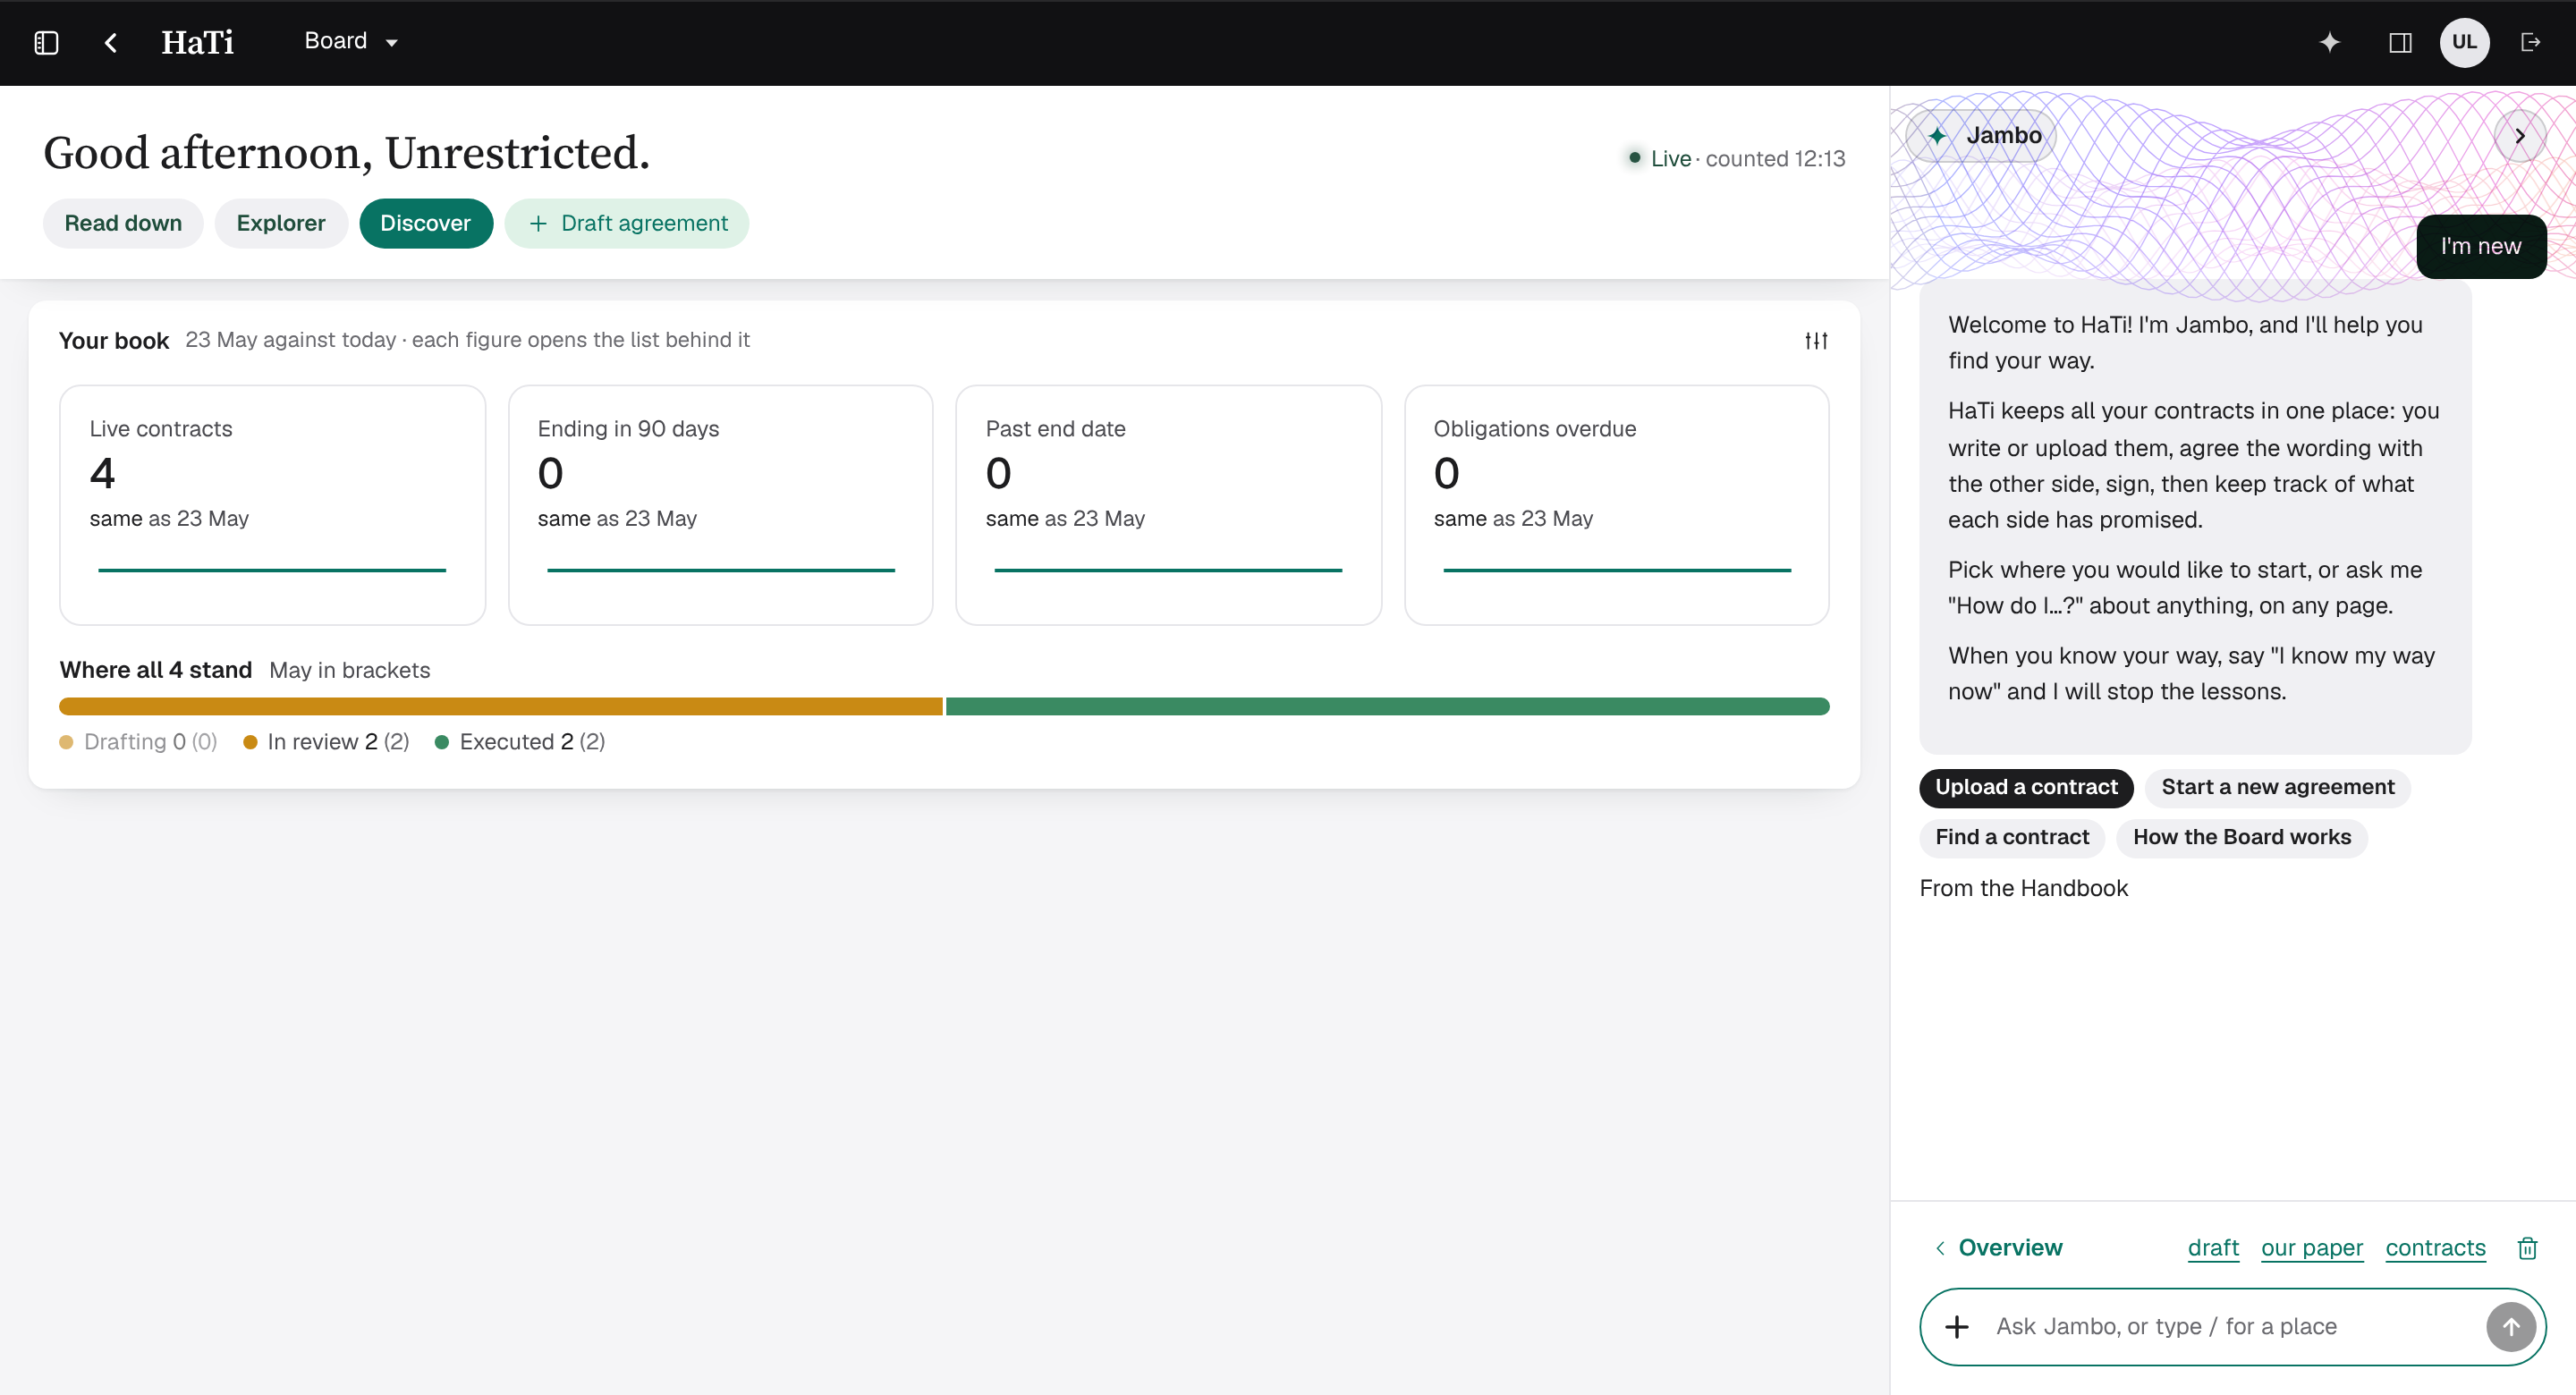 HaTi
Board
UL
Good afternoon, Unrestricted.
Live · counted 12:13
Read down
Explorer
Discover
+ Draft agreement
Your book 23 May against today · each figure opens the list behind it
Live contracts
4
same as 23 May
Ending in 90 days
0
same as 23 May
Past end date
0
same as 23 May
Obligations overdue
0
same as 23 May
Where all 4 stand May in brackets
Drafting 0 (0) In review 2 (2) Executed 2 (2)
Jambo
I'm new
Welcome to HaTi! I'm Jambo, and I'll help you
find your way.
HaTi keeps all your contracts in one place: you
write or upload them, agree the wording with
the other side, sign, then keep track of what
each side has promised.
Pick where you would like to start, or ask me
"How do I...?" about anything, on any page.
When you know your way, say "I know my way
now" and I will stop the lessons.
Upload a contract
Start a new agreement
Find a contract
How the Board works
From the Handbook
Overview
draft
our paper
contracts
Ask Jambo, or type / for a place